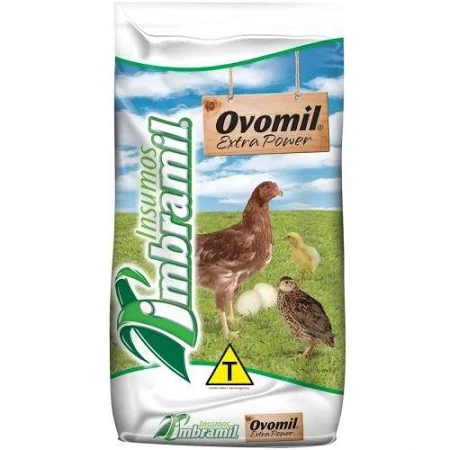 Insumos
Imbramil®
Ovomil®
Extra Power
T
Insumos
Imbramil
Ovomil
Extra Power